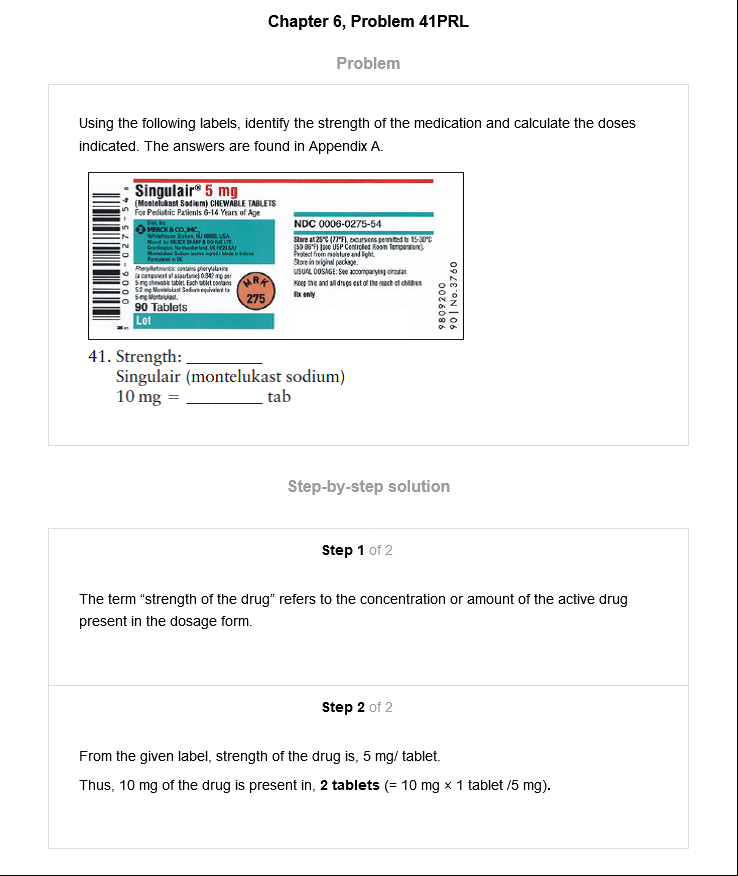 Chapter 6, Problem 41PRL
Problem
Using the following labels, identify the strength of the medication and calculate the doses
indicated. The answers are found in Appendix A.
Singulair® 5 mg
(Montelukast Sodium) CHEWABLE TABLETS
For Pediatric Patients 6-14 Years of Age
MERCK & CO., INC.
Whitehouse Station, NJ 08889, USA
Phenylketonurics: contains phenylalanine
(a component of aspartame) 0.842 mg per
5-mg chewable tablet. Each tablet contains
5.2 mg Montelukast Sodium equivalent to
5-mg Montelukast.
90 Tablets
Lot
0006-0275-54
MRK
275
NDC 0006-0275-54
Store at 25°C (77°F), excursions permitted to 15-30°C
(59-86°F) [see USP Controlled Room Temperature].
Protect from moisture and light.
Store in original package.
USUAL DOSAGE: See accompanying circular.
Keep this and all drugs out of the reach of children
Rx only
9809200
90 | No. 3760
41. Strength: ________
Singulair (montelukast sodium)
10 mg = ________ tab
Step-by-step solution
Step 1 of 2
The term “strength of the drug” refers to the concentration or amount of the active drug
present in the dosage form.
Step 2 of 2
From the given label, strength of the drug is, 5 mg/ tablet.
Thus, 10 mg of the drug is present in, 2 tablets (= 10 mg × 1 tablet /5 mg).